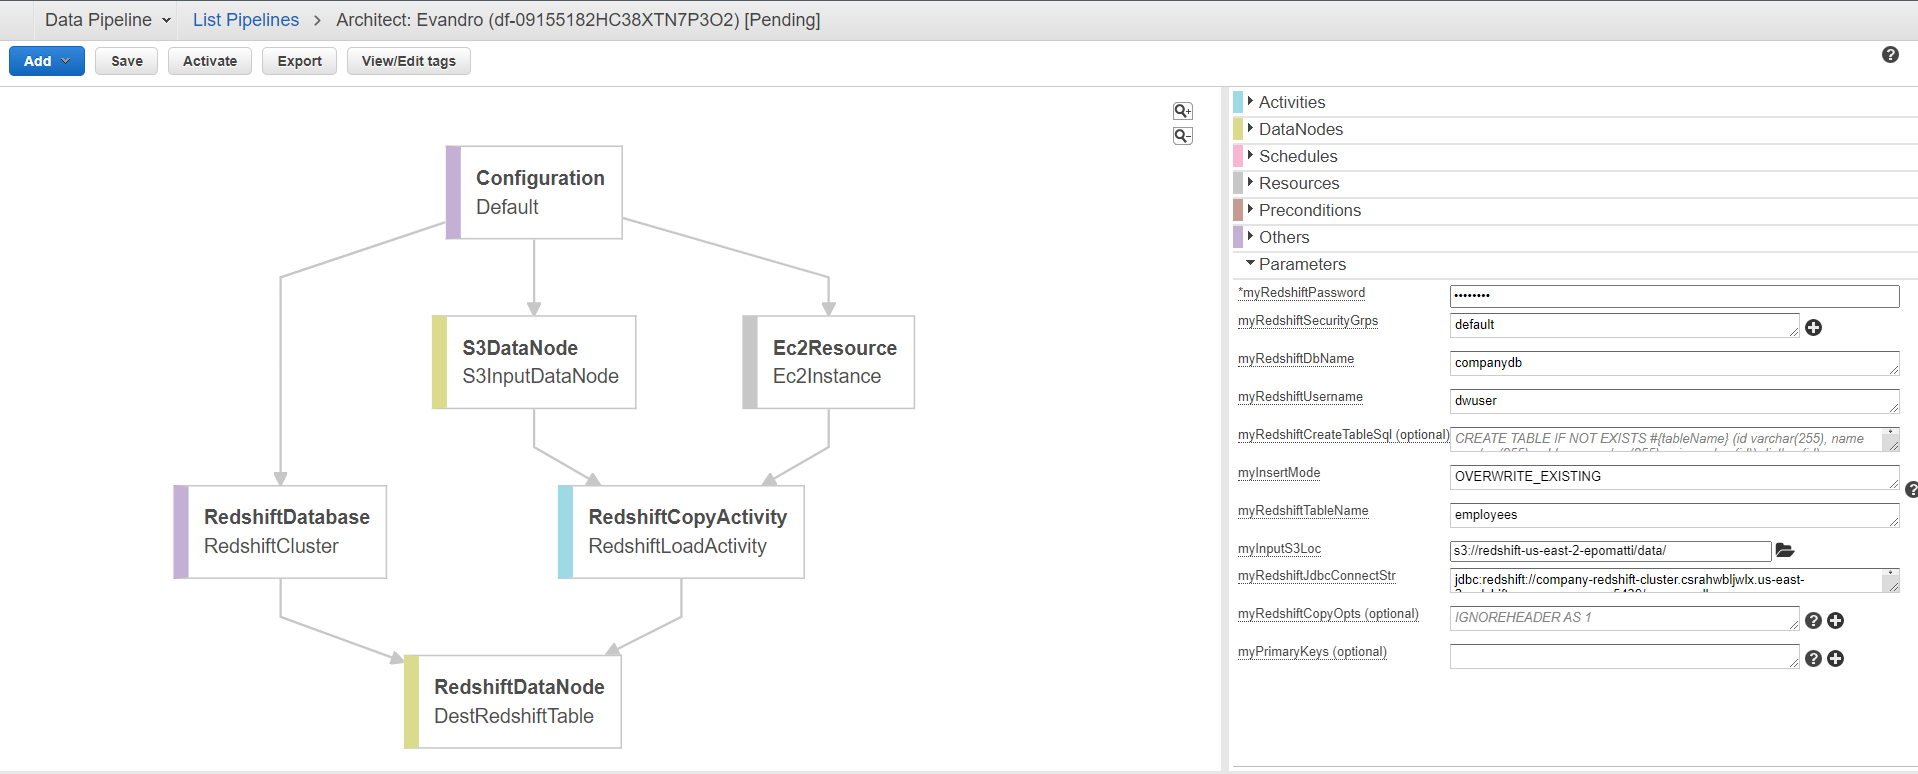 Data Pipeline List Pipelines > Architect: Evandro (df-09155182HC38XTN7P3O2) [Pending]
Add Save Activate Export View/Edit tags
Configuration
Default
S3DataNode
S3InputDataNode
Ec2Resource
Ec2Instance
RedshiftDatabase
RedshiftCluster
RedshiftCopyActivity
RedshiftLoadActivity
RedshiftDataNode
DestRedshiftTable
Activities
DataNodes
Schedules
Resources
Preconditions
Others
Parameters
*myRedshiftPassword ••••••••
myRedshiftSecurityGrps default
myRedshiftDbName companydb
myRedshiftUsername dwuser
myRedshiftCreateTableSql (optional) CREATE TABLE IF NOT EXISTS #{tableName} (id varchar(255), name
myInsertMode OVERWRITE_EXISTING
myRedshiftTableName employees
myInputS3Loc s3://redshift-us-east-2-epomatti/data/
myRedshiftJdbcConnectStr jdbc:redshift://company-redshift-cluster.csrahwbljwlx.us-east-
myRedshiftCopyOpts (optional) IGNOREHEADER AS 1
myPrimaryKeys (optional)